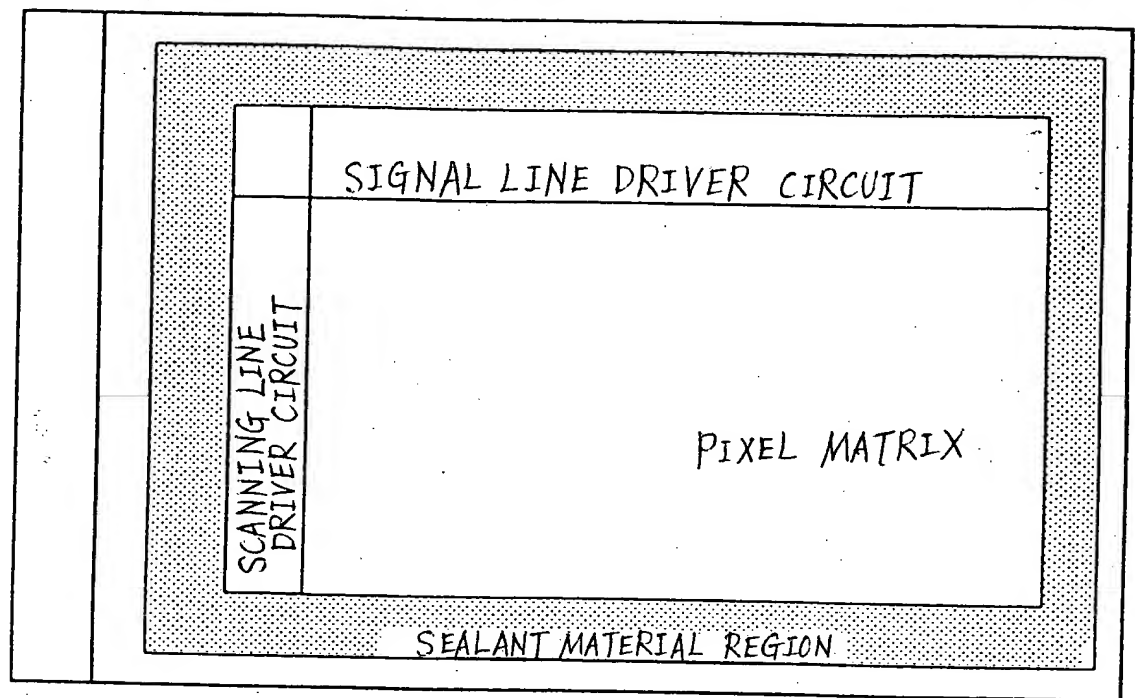 SIGNAL LINE DRIVER CIRCUIT
SCANNING LINE
DRIVER CIRCUIT
PIXEL MATRIX
SEALANT MATERIAL REGION